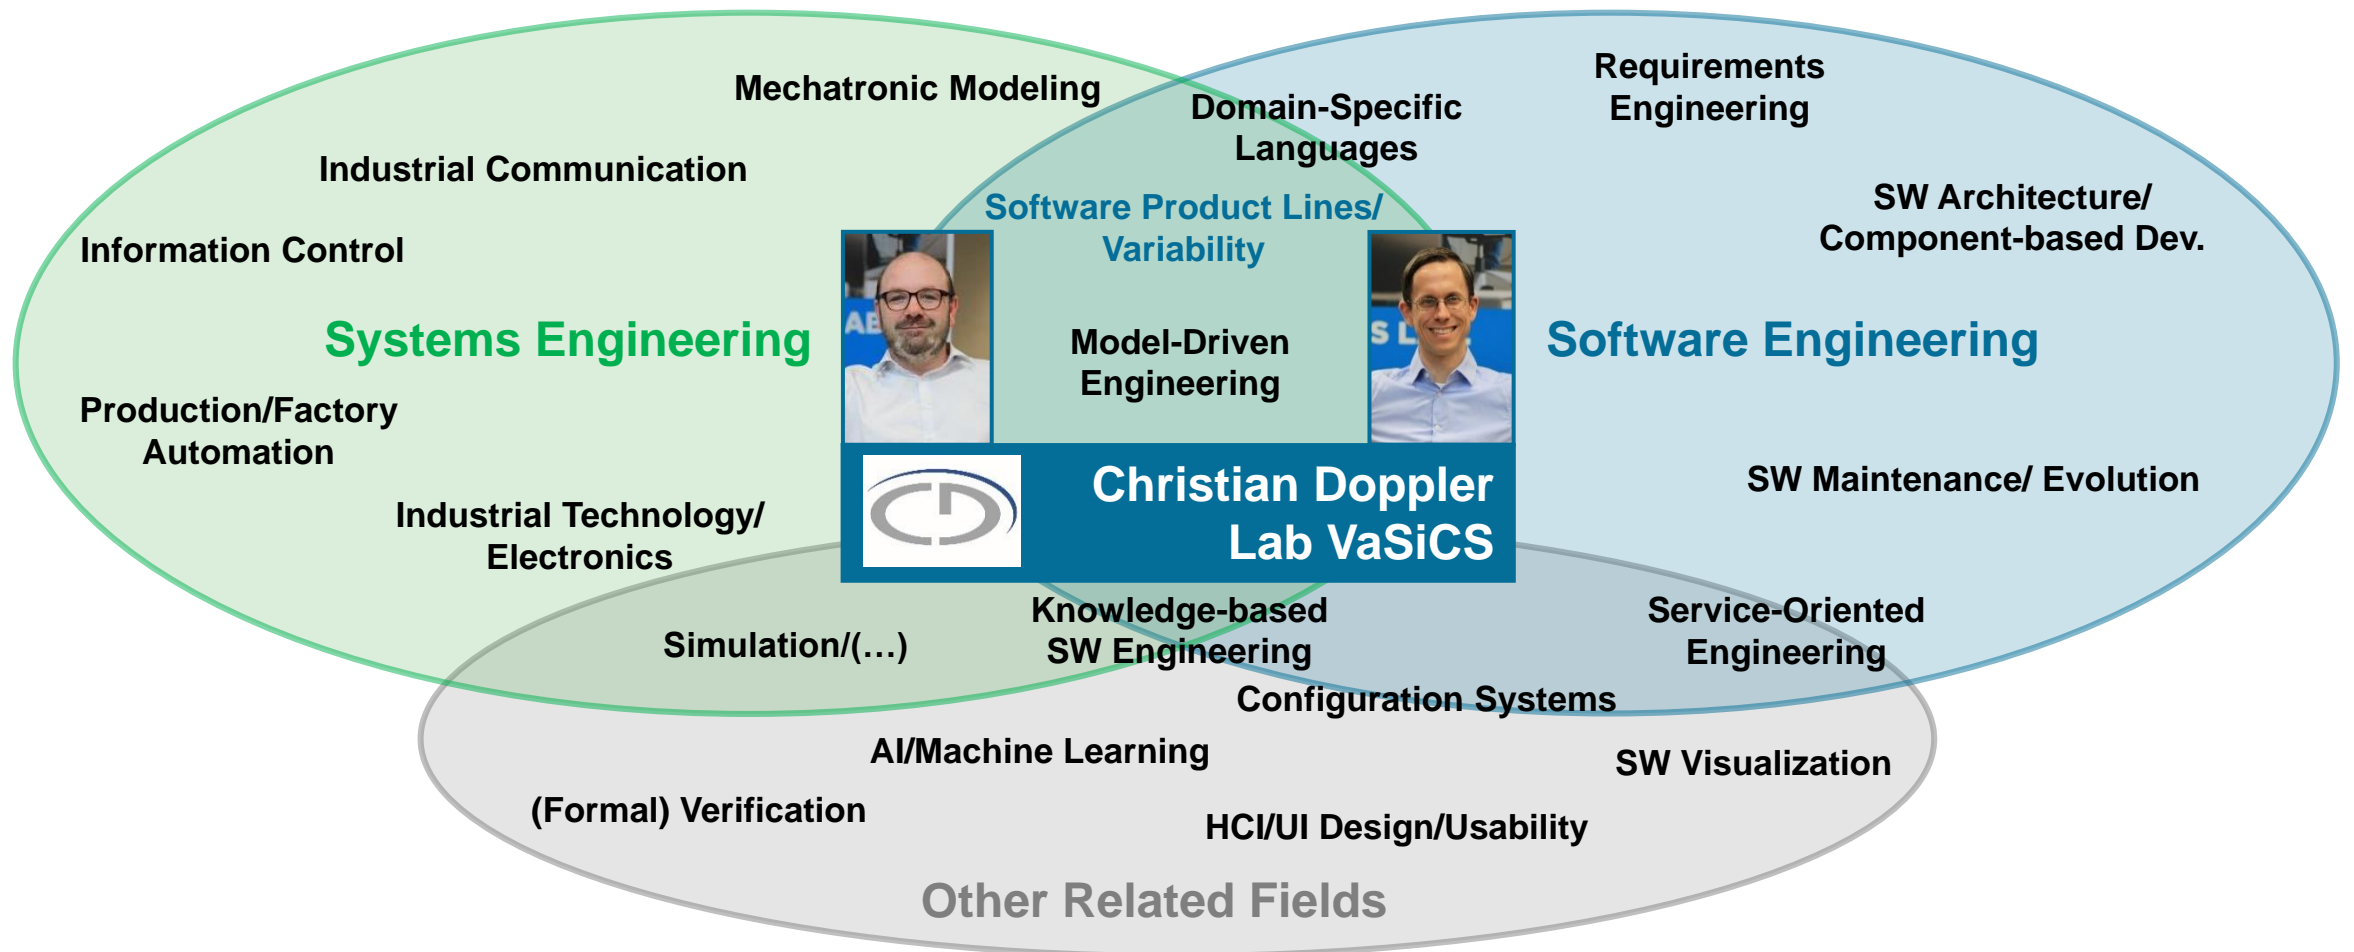 Mechatronic Modeling
Industrial Communication
Information Control
Systems Engineering
Production/Factory
Automation
Industrial Technology/
Electronics
Domain-Specific
Languages
Software Product Lines/
Variability
AB
Model-Driven
Engineering
S L
Christian Doppler
Lab VaSiCS
Requirements
Engineering
SW Architecture/
Component-based Dev.
Software Engineering
SW Maintenance/ Evolution
Simulation/(…)
Knowledge-based
SW Engineering
Service-Oriented
Engineering
Configuration Systems
AI/Machine Learning
SW Visualization
(Formal) Verification
HCI/UI Design/Usability
Other Related Fields